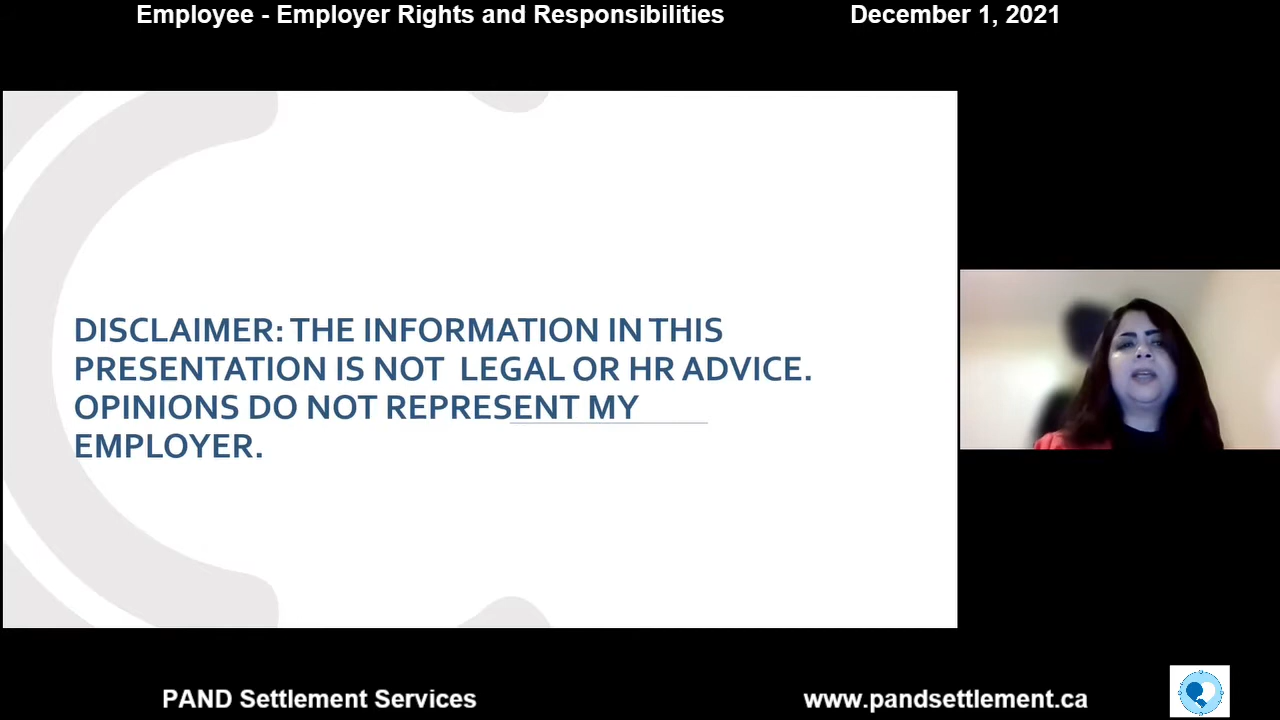 Employee - Employer Rights and Responsibilities
December 1, 2021
DISCLAIMER: THE INFORMATION IN THIS
PRESENTATION IS NOT LEGAL OR HR ADVICE.
OPINIONS DO NOT REPRESENT MY
EMPLOYER.
PAND Settlement Services
www.pandsettlement.ca